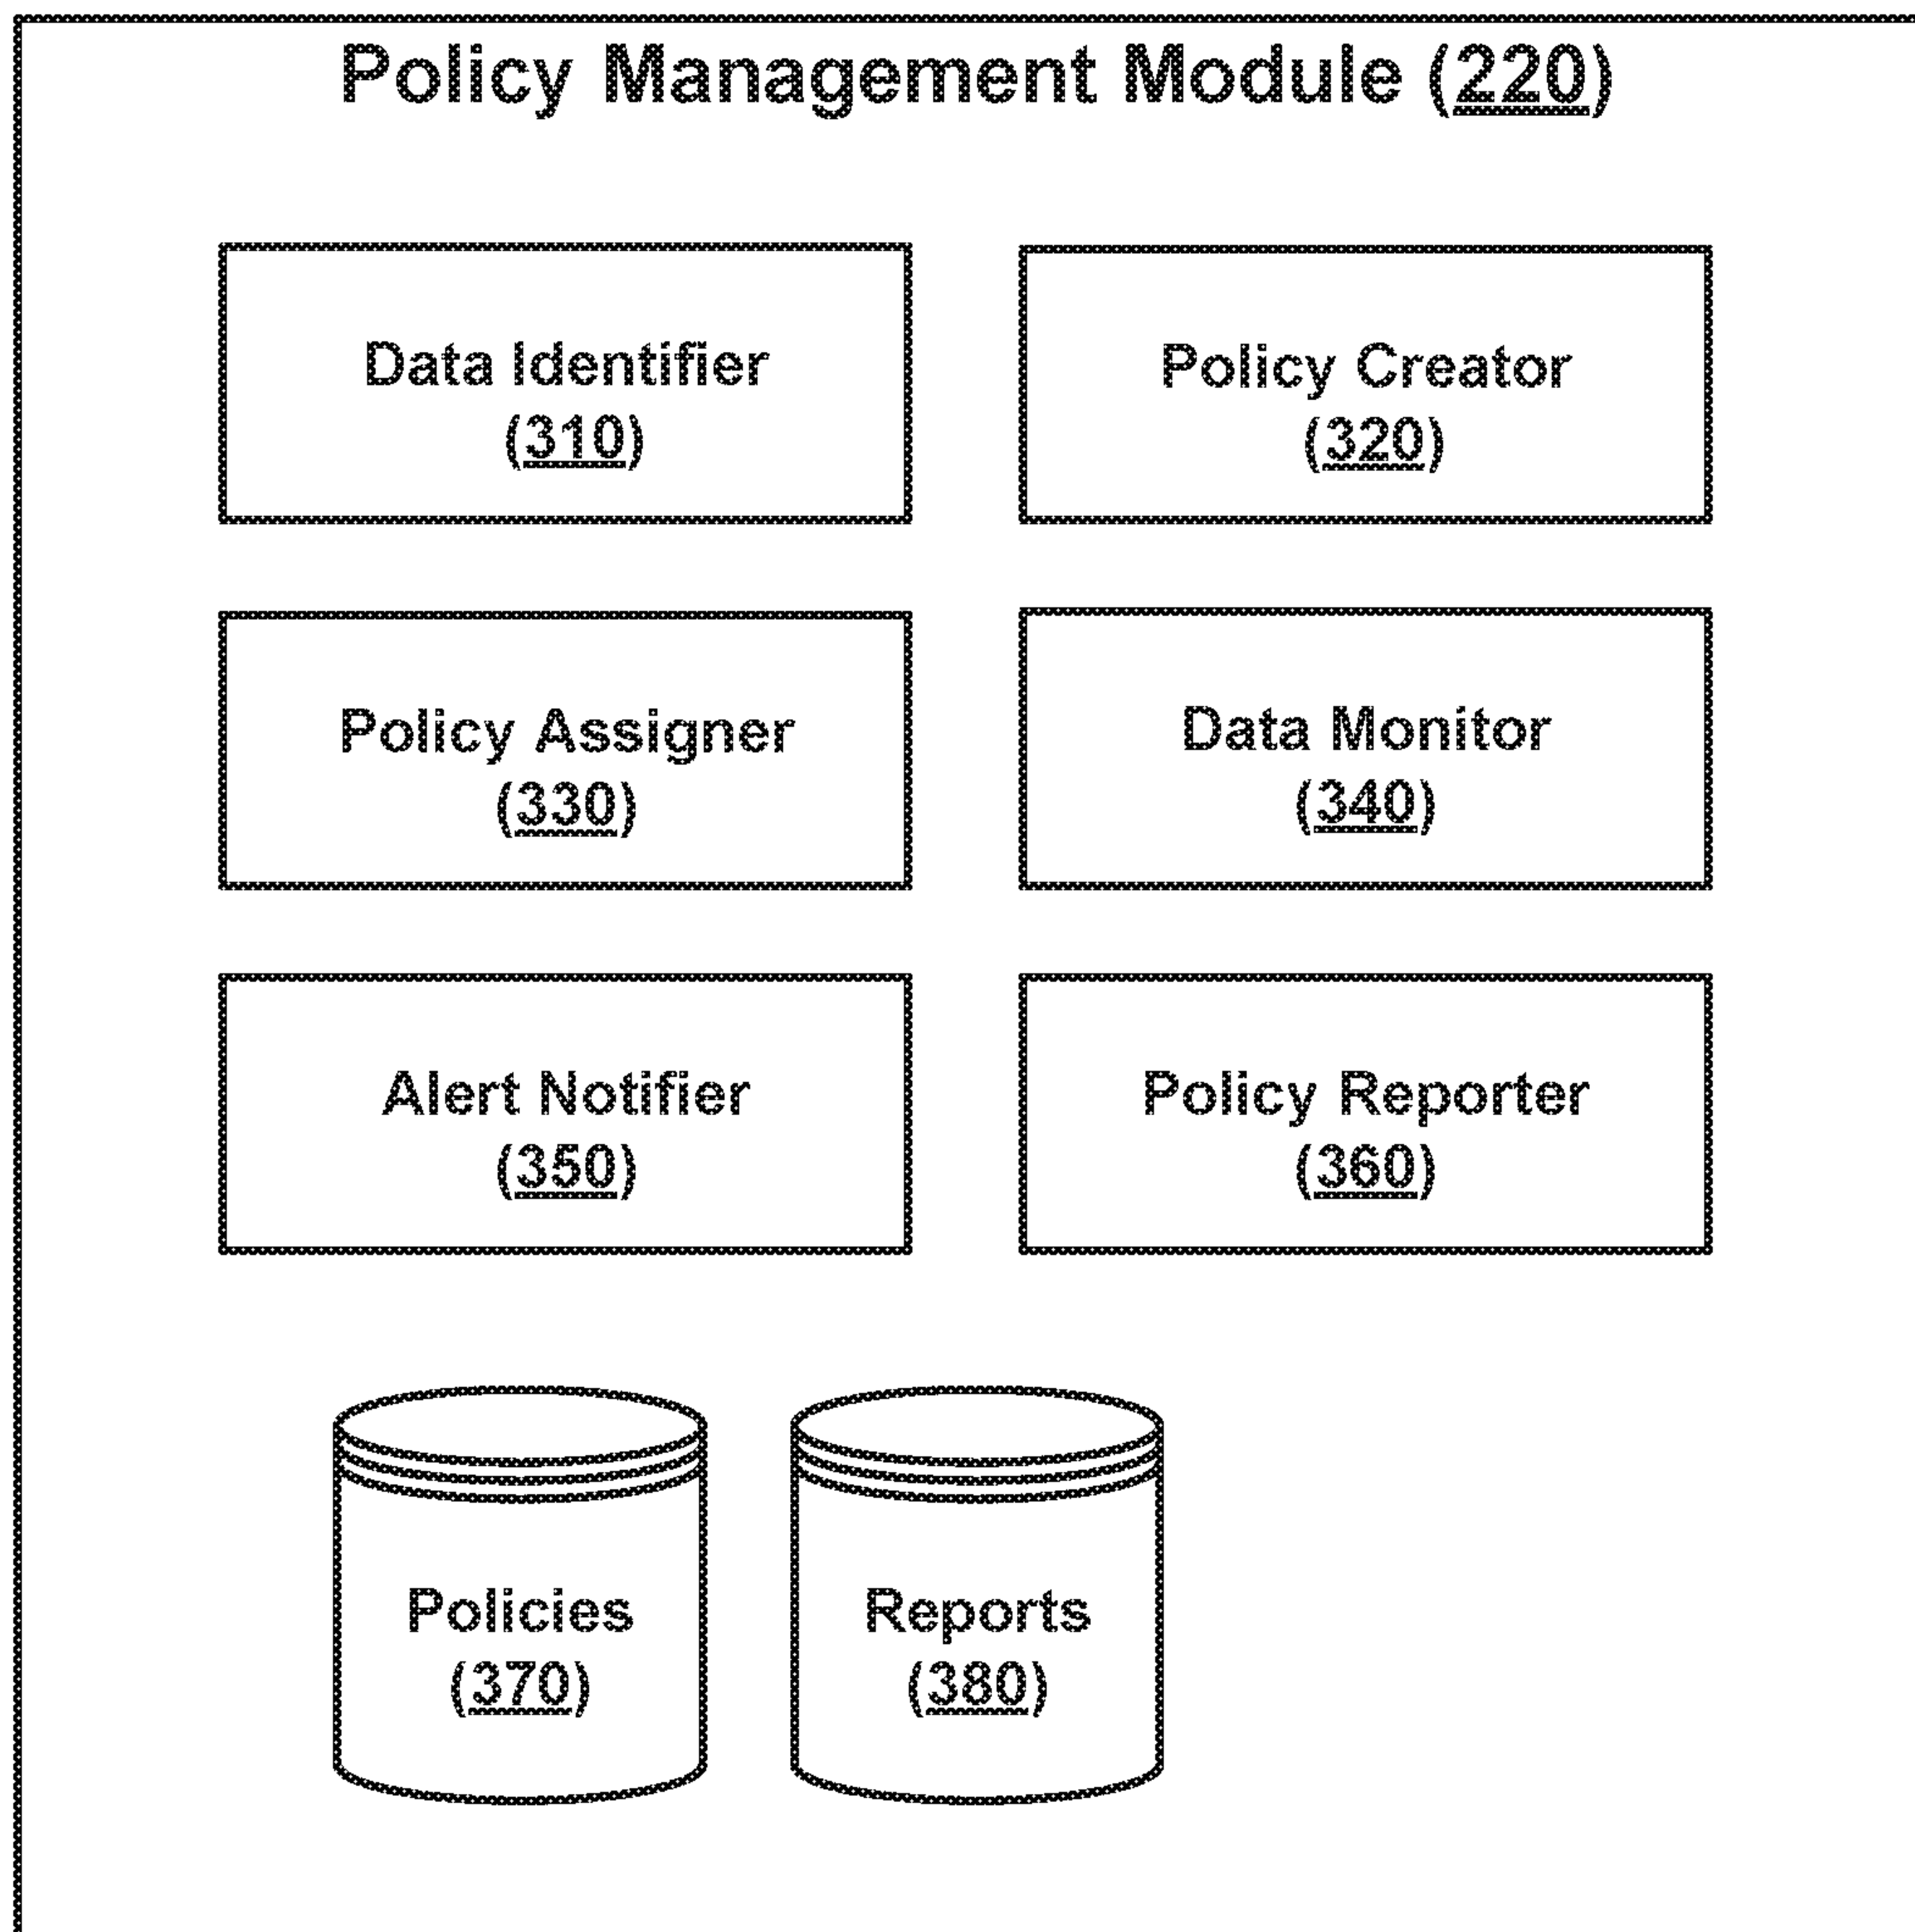 Policy Management Module (220)
Data Identifier
(310)
Policy Creator
(320)
Policy Assigner
(330)
Data Monitor
(340)
Alert Notifier
(350)
Policy Reporter
(360)
Policies
(370)
Reports
(380)